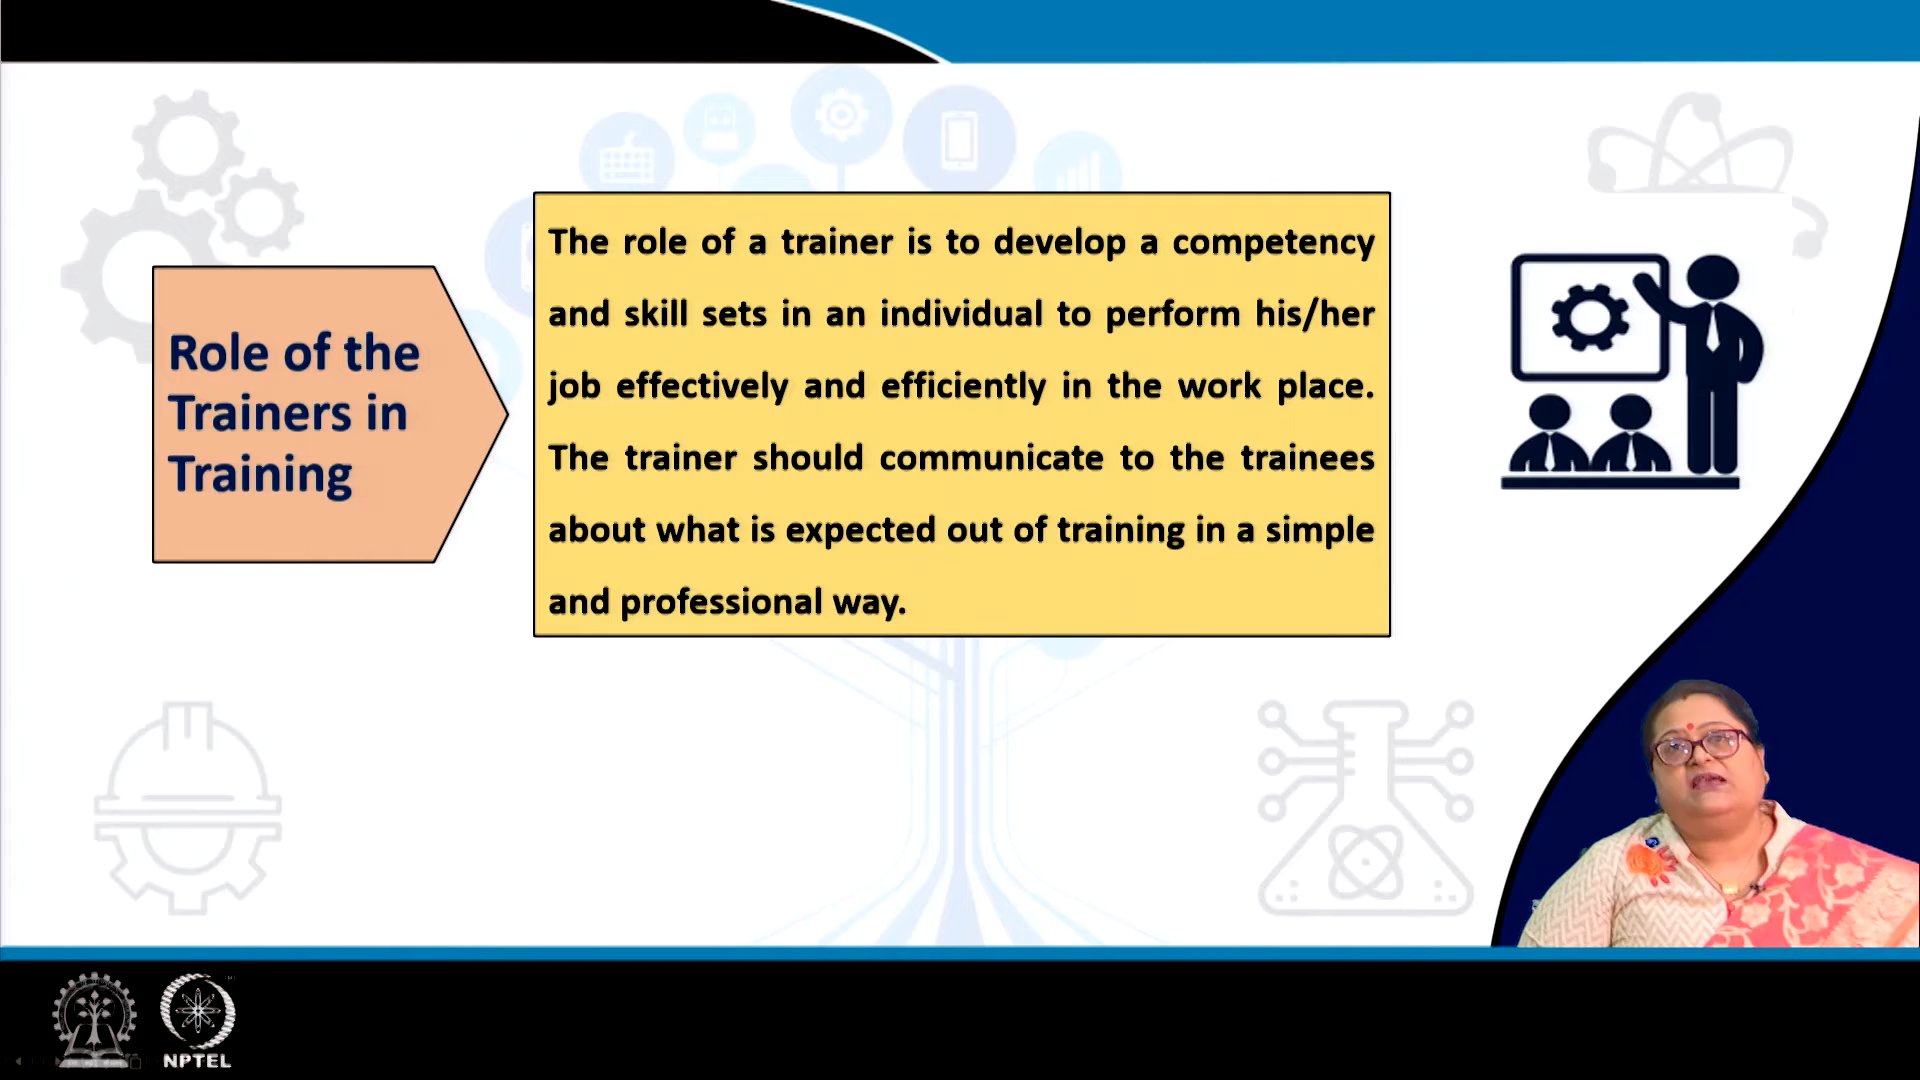 Role of the
Trainers in
Training
The role of a trainer is to develop a competency
and skill sets in an individual to perform his/her
job effectively and efficiently in the work place.
The trainer should communicate to the trainees
about what is expected out of training in a simple
and professional way.
NPTEL